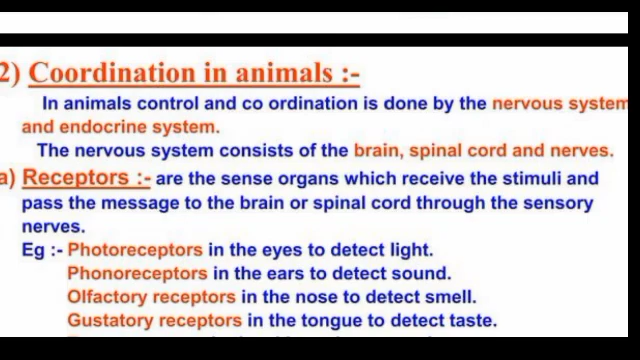 2) Coordination in animals :-
In animals control and co ordination is done by the nervous system
and endocrine system.
The nervous system consists of the brain, spinal cord and nerves.
a) Receptors :- are the sense organs which receive the stimuli and
pass the message to the brain or spinal cord through the sensory
nerves.
Eg :- Photoreceptors in the eyes to detect light.
Phonoreceptors in the ears to detect sound.
Olfactory receptors in the nose to detect smell.
Gustatory receptors in the tongue to detect taste.